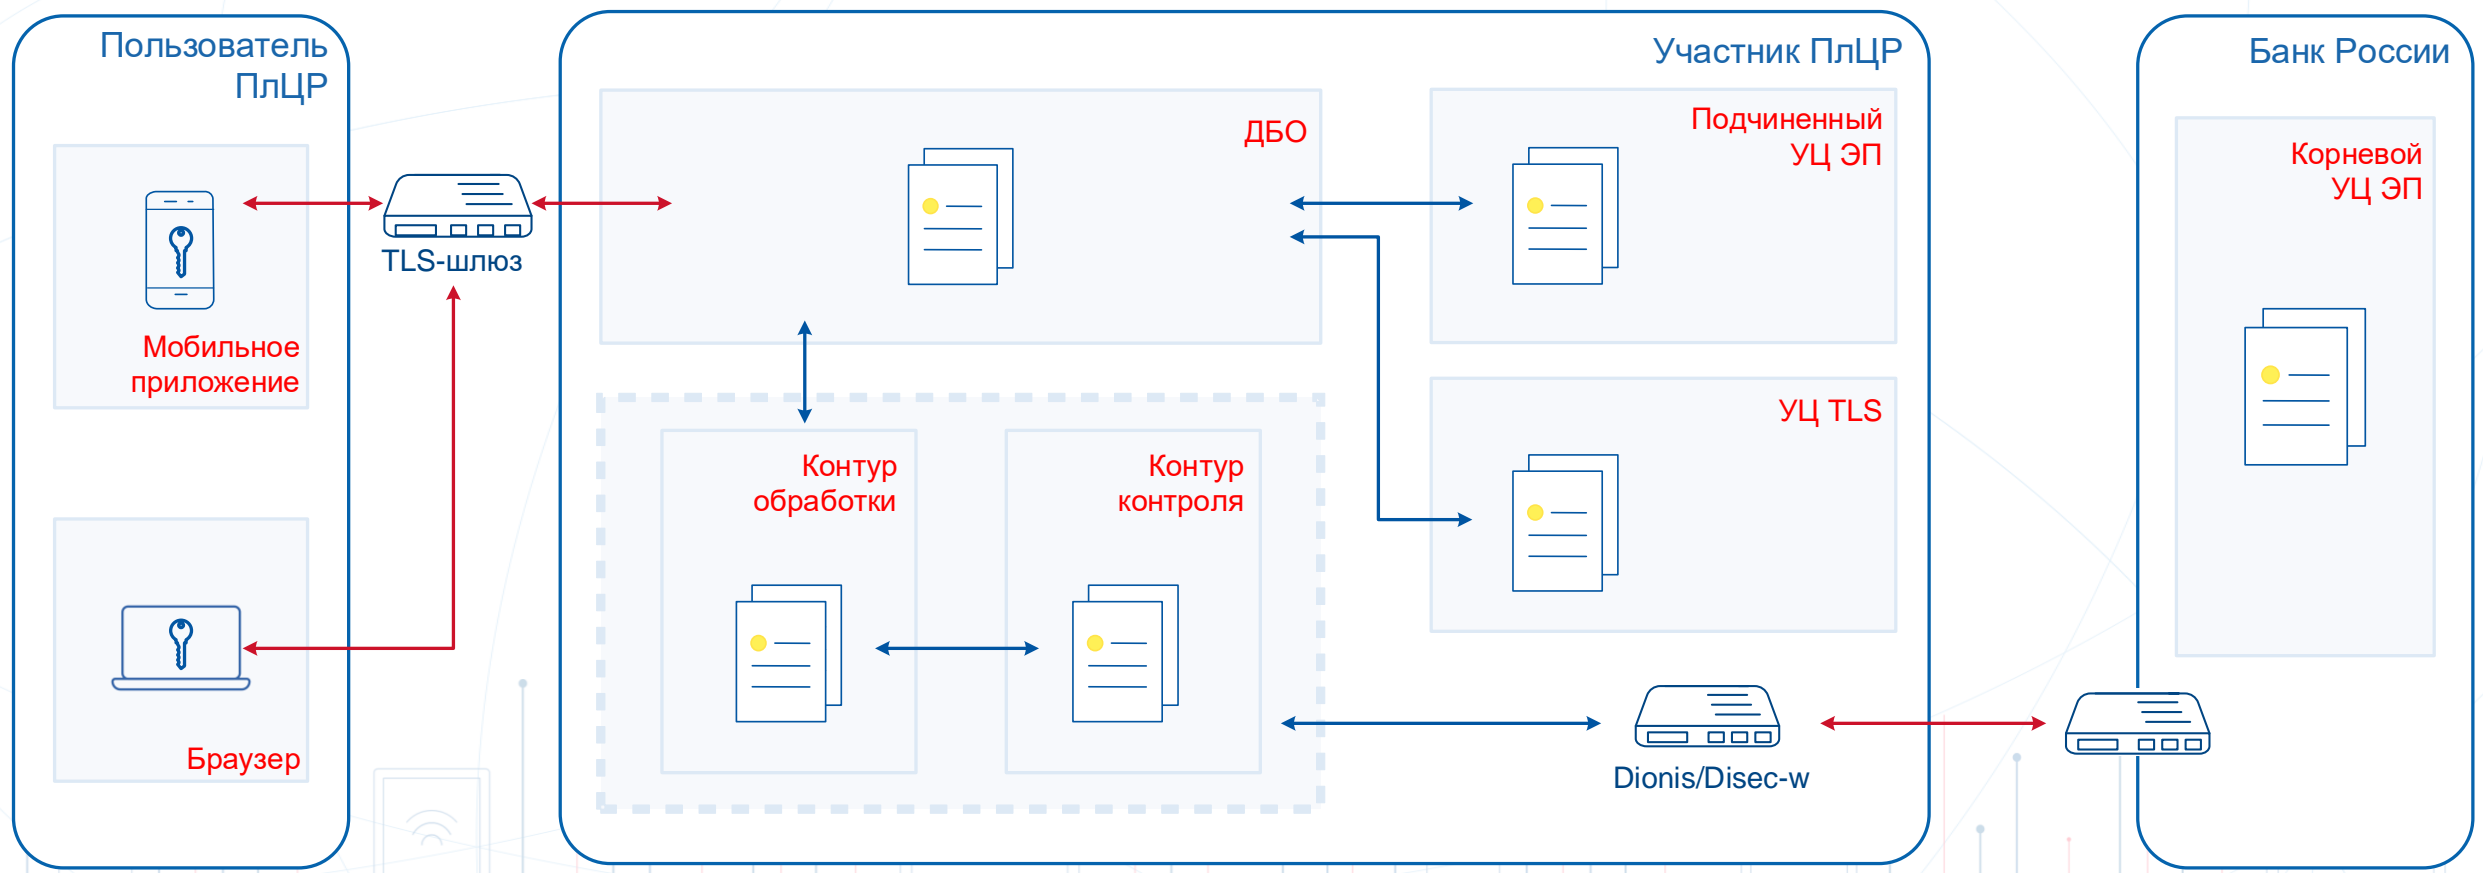 Пользователь
ПлЦР
Мобильное
приложение
Браузер
TLS-шлюз
Участник ПлЦР
ДБО
Подчиненный
УЦ ЭП
УЦ TLS
Контур
обработки
Контур
контроля
Dionis/Disec-w
Банк России
Корневой
УЦ ЭП